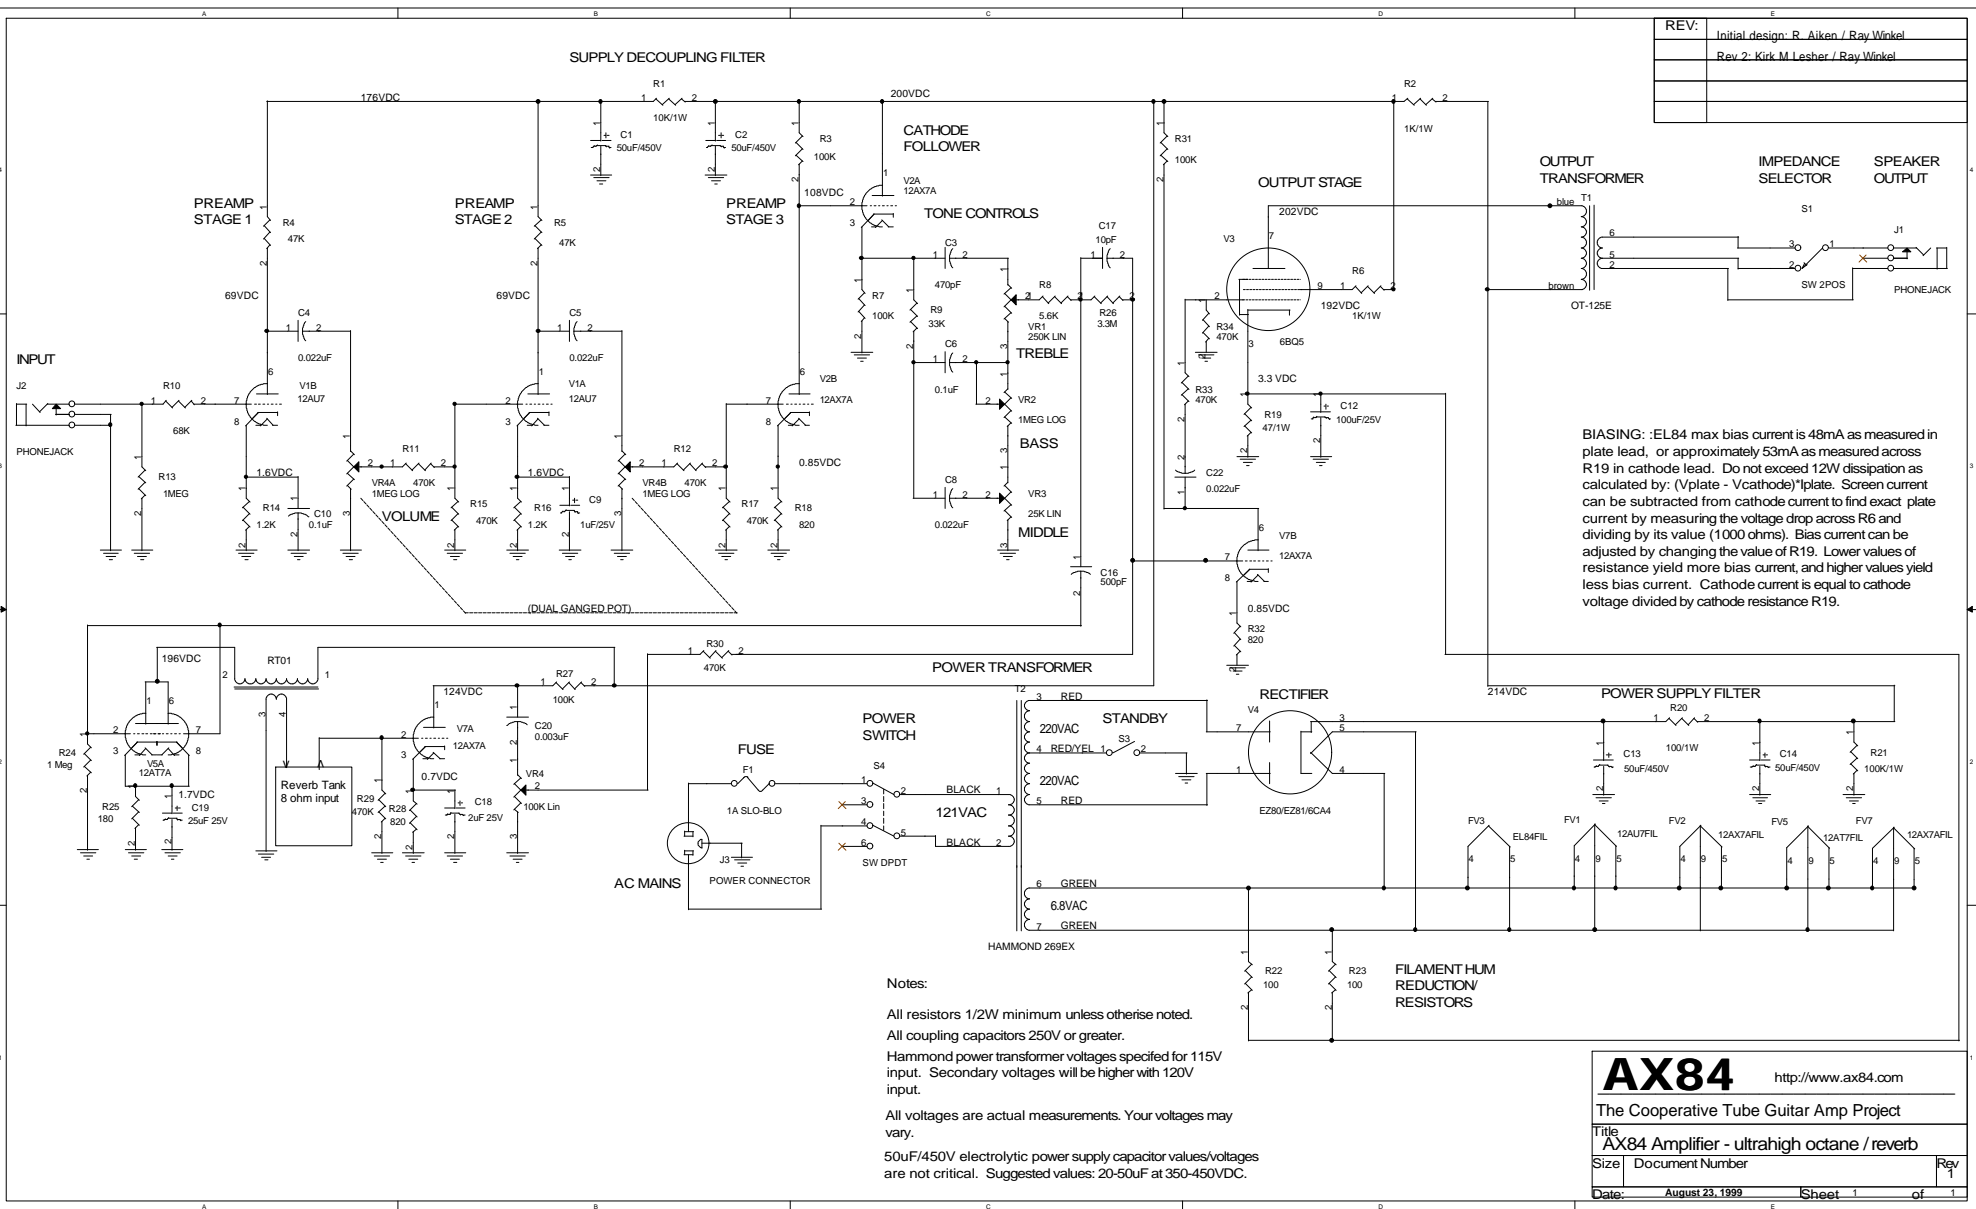 A
B
C
D
E
REV:
Initial design: R. Aiken / Ray Winkel
Rev 2: Kirk M Lesher / Ray Winkel
SUPPLY DECOUPLING FILTER
176VDC
R1
10K/1W
200VDC
R2
1K/1W
C1
50uF/450V
C2
50uF/450V
R3
100K
CATHODE
FOLLOWER
R31
100K
V2A
12AX7A
108VDC
PREAMP
STAGE 1
PREAMP
STAGE 2
PREAMP
STAGE 3
R4
47K
R5
47K
TONE CONTROLS
OUTPUT STAGE
202VDC
OUTPUT
TRANSFORMER
IMPEDANCE
SELECTOR
SPEAKER
OUTPUT
blue
T1
S1
J1
brown
OT-125E
SW 2POS
PHONEJACK
69VDC
C4
0.022uF
69VDC
C5
0.022uF
C3
470pF
C17
10pF
R7
100K
R9
33K
R8
5.6K
R26
3.3M
VR1
250K LIN
TREBLE
C6
0.1uF
VR2
1MEG LOG
BASS
C8
0.022uF
VR3
25K LIN
MIDDLE
V3
R6
192VDC
1K/1W
6BQ5
R34
470K
3.3 VDC
R33
470K
R19
47/1W
C12
100uF/25V
C22
0.022uF
INPUT
J2
PHONEJACK
R10
68K
R13
1MEG
V1B
12AU7
1.6VDC
R14
1.2K
C10
0.1uF
R11
470K
VR4A
1MEG LOG
VOLUME
R15
470K
V1A
12AU7
1.6VDC
R16
1.2K
C9
1uF/25V
R12
470K
VR4B
1MEG LOG
R17
470K
V2B
12AX7A
0.85VDC
R18
820
(DUAL GANGED POT)
C16
500pF
V7B
12AX7A
0.85VDC
R32
820
BIASING: :EL84 max bias current is 48mA as measured in
plate lead, or approximately 53mA as measured across
R19 in cathode lead. Do not exceed 12W dissipation as
calculated by: (Vplate - Vcathode)*Iplate. Screen current
can be subtracted from cathode current to find exact plate
current by measuring the voltage drop across R6 and
dividing by its value (1000 ohms). Bias current can be
adjusted by changing the value of R19. Lower values of
resistance yield more bias current, and higher values yield
less bias current. Cathode current is equal to cathode
voltage divided by cathode resistance R19.
196VDC
RT01
R24
1 Meg
V5A
12AT7A
1.7VDC
R25
180
C19
25uF 25V
Reverb Tank
8 ohm input
R29
470K
R28
820
124VDC
V7A
12AX7A
0.7VDC
C18
2uF 25V
R27
100K
C20
0.003uF
VR4
100K Lin
R30
470K
POWER TRANSFORMER
T2
POWER
SWITCH
FUSE
F1
1A SLO-BLO
S4
SW DPDT
BLACK
121VAC
BLACK
J3
AC MAINS
POWER CONNECTOR
RED
220VAC
RED/YEL
220VAC
RED
STANDBY
S3
RECTIFIER
V4
EZ80/EZ81/6CA4
GREEN
6.8VAC
GREEN
HAMMOND 269EX
214VDC
POWER SUPPLY FILTER
R20
100/1W
C13
50uF/450V
C14
50uF/450V
R21
100K/1W
FV3
EL84FIL
FV1
12AU7FIL
FV2
12AX7AFIL
FV5
12AT7FIL
FV7
12AX7AFIL
R22
100
R23
100
FILAMENT HUM
REDUCTION/
RESISTORS
Notes:
All resistors 1/2W minimum unless otherise noted.
All coupling capacitors 250V or greater.
Hammond power transformer voltages specifed for 115V
input. Secondary voltages will be higher with 120V
input.
All voltages are actual measurements. Your voltages may
vary.
50uF/450V electrolytic power supply capacitor values/voltages
are not critical. Suggested values: 20-50uF at 350-450VDC.
AX84
http://www.ax84.com
The Cooperative Tube Guitar Amp Project
Title
AX84 Amplifier - ultrahigh octane / reverb
Size
Document Number
Rev
1
Date:
August 23, 1999
Sheet 1 of 1
A
B
C
D
E